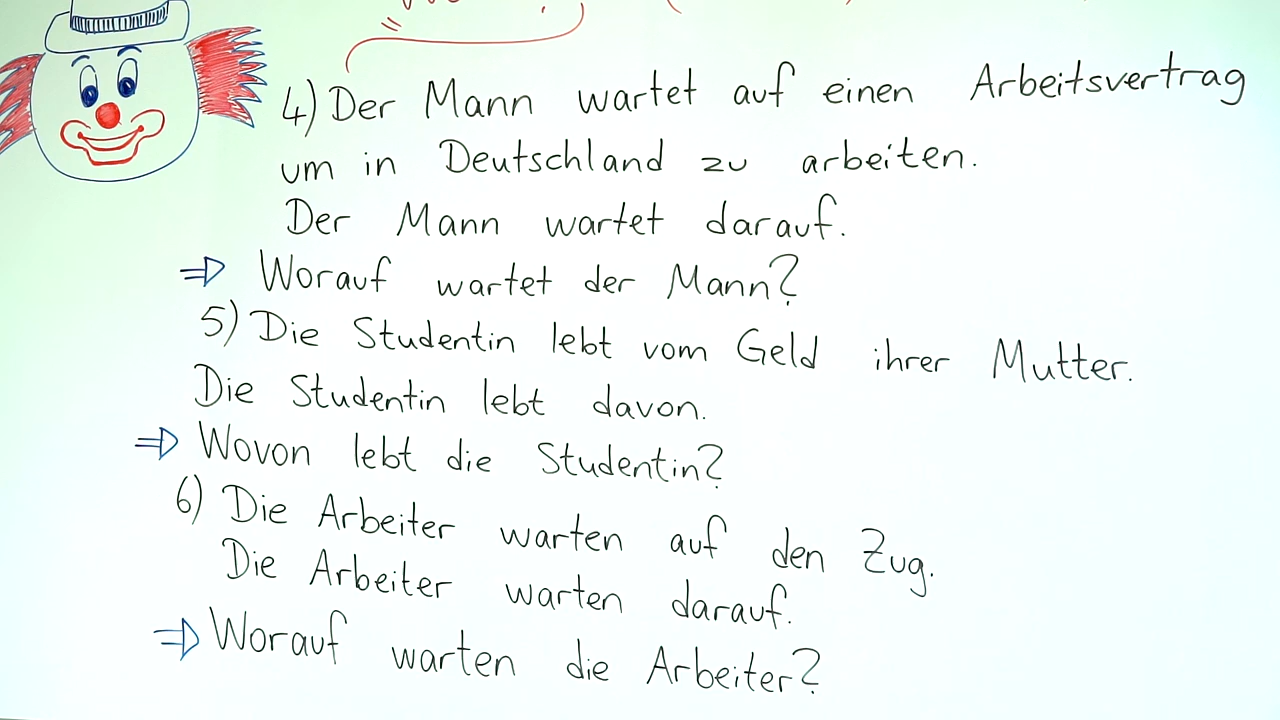 4) Der Mann wartet auf einen Arbeitsvertrag
um in Deutschland zu arbeiten.
Der Mann wartet darauf.
⇒ Worauf wartet der Mann?
5) Die Studentin lebt vom Geld ihrer Mutter.
Die Studentin lebt davon.
⇒ Wovon lebt die Studentin?
6) Die Arbeiter warten auf den Zug.
Die Arbeiter warten darauf.
⇒ Worauf warten die Arbeiter?